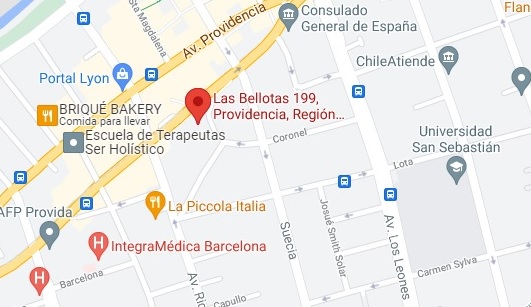 Sta Magdalena
Av. Providencia
Consulado
General de España
Flan
ChileAtiende
Portal Lyon
BRIQUÉ BAKERY
Comida para llevar
Las Bellotas 199,
Providencia, Región...
Escuela de Terapeutas
Ser Holístico
Coronel
Universidad
San Sebastián
Lota
La Piccola Italia
AFP Provida
IntegraMédica Barcelona
Suecia
Josué Smith Solar
Av. Los Leones
Carmen Sylva
Barcelona
Av. Ric
Capullo
H
H